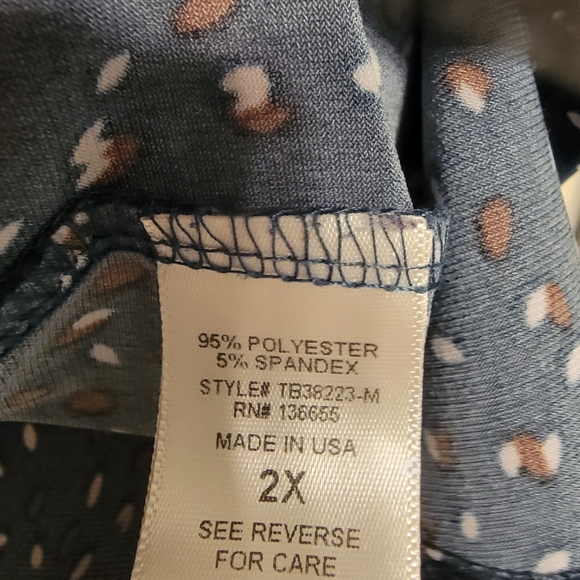 95% POLYESTER
5% SPANDEX
STYLE# TB38223-M
RN# 136655
MADE IN USA
2X
SEE REVERSE
FOR CARE